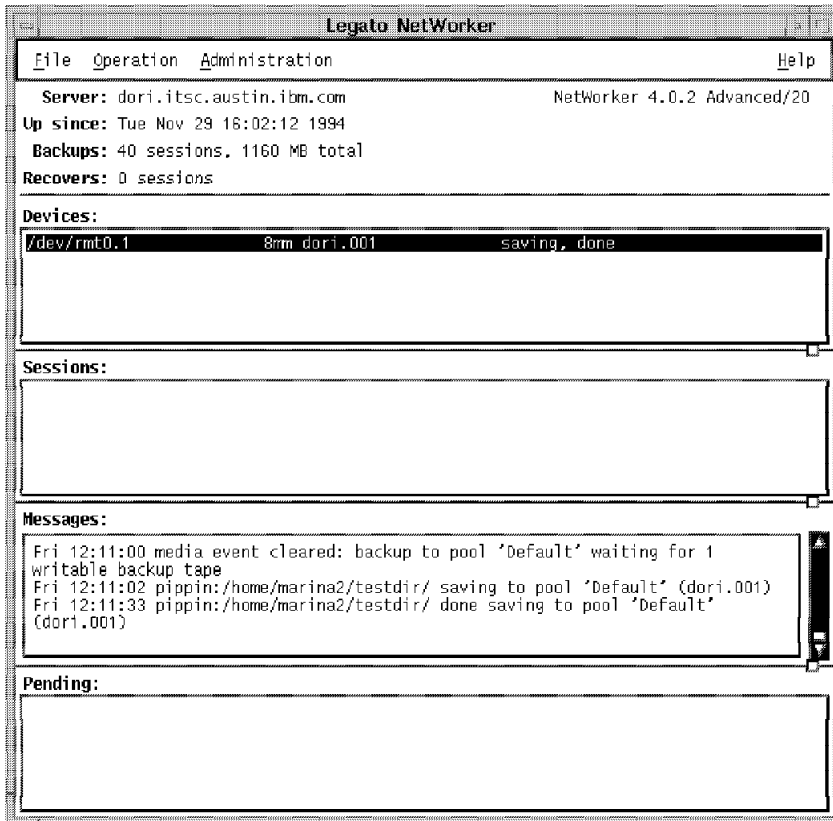 Legato NetWorker
File Operation Administration Help
Server: dori.itsc.austin.ibm.com NetWorker 4.0.2 Advanced/20
Up since: Tue Nov 29 16:02:12 1994
Backups: 40 sessions, 1160 MB total
Recovers: 0 sessions
Devices:
/dev/rmt0.1 8mm dori.001 saving, done
Sessions:
Messages:
Fri 12:11:00 media event cleared: backup to pool 'Default' waiting for 1
writable backup tape
Fri 12:11:02 pippin:/home/marina2/testdir/ saving to pool 'Default' (dori.001)
Fri 12:11:33 pippin:/home/marina2/testdir/ done saving to pool 'Default'
(dori.001)
Pending: